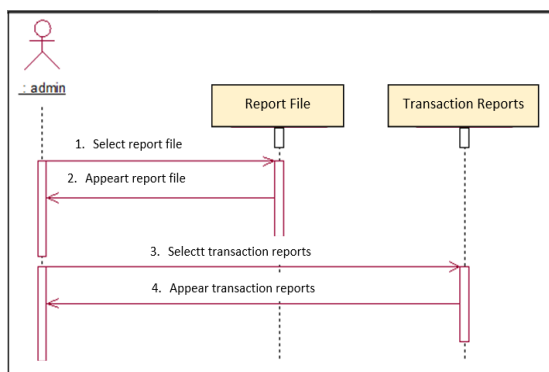 : admin
Report File
Transaction Reports
1. Select report file
2. Appeart report file
3. Selectt transaction reports
4. Appear transaction reports